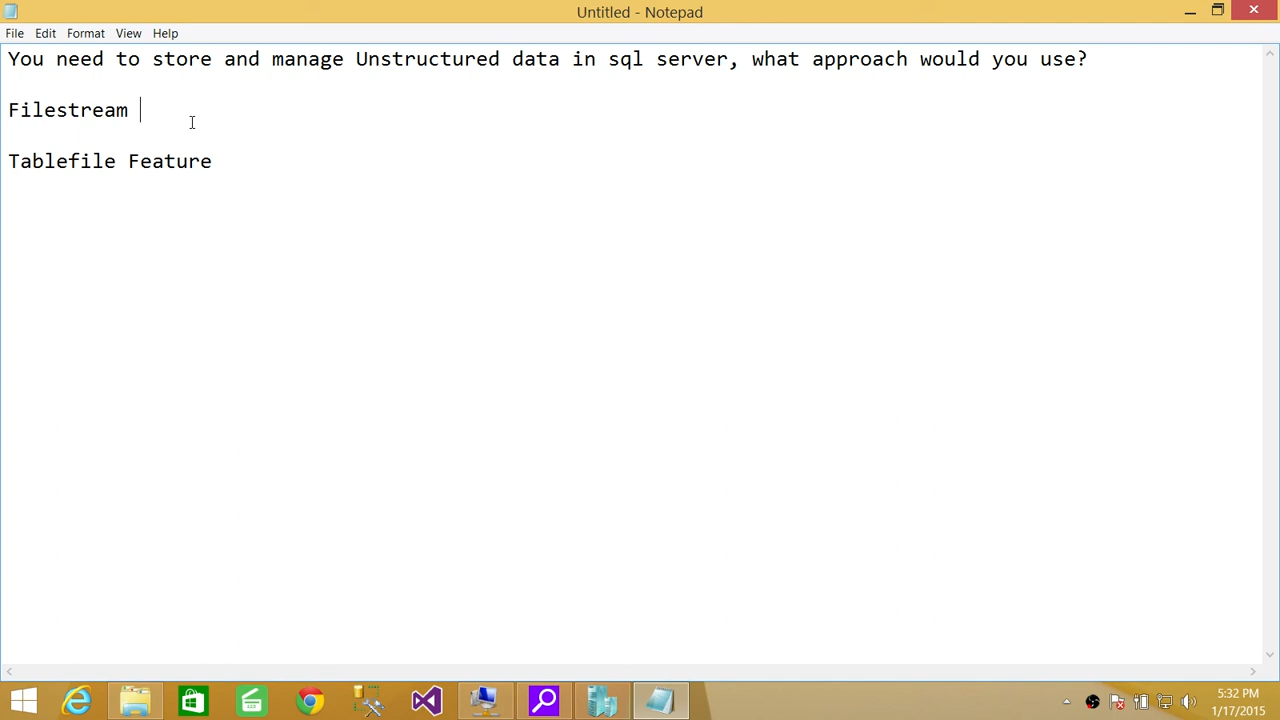 Untitled - Notepad
File Edit Format View Help
You need to store and manage Unstructured data in sql server, what approach would you use?
Filestream
Tablefile Feature
5:32 PM
1/17/2015